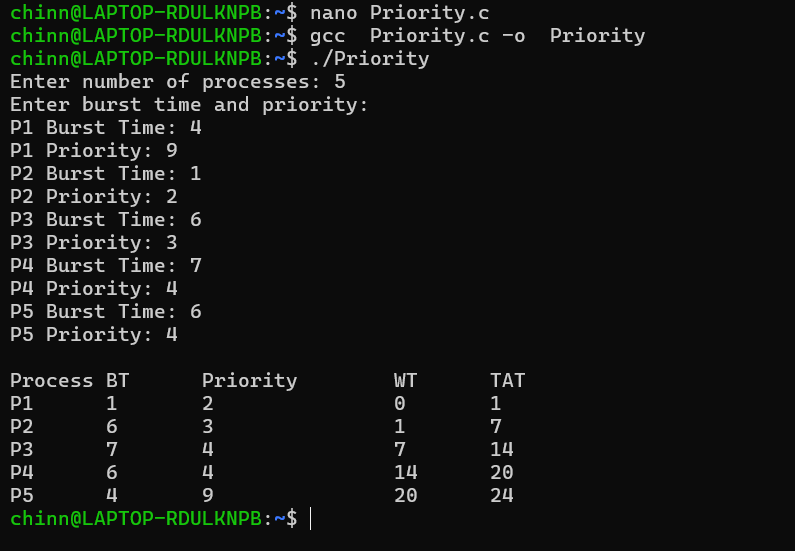 chinn@LAPTOP-RDULKNPB:~$ nano Priority.c
chinn@LAPTOP-RDULKNPB:~$ gcc  Priority.c -o  Priority
chinn@LAPTOP-RDULKNPB:~$ ./Priority
Enter number of processes: 5
Enter burst time and priority:
P1 Burst Time: 4
P1 Priority: 9
P2 Burst Time: 1
P2 Priority: 2
P3 Burst Time: 6
P3 Priority: 3
P4 Burst Time: 7
P4 Priority: 4
P5 Burst Time: 6
P5 Priority: 4

Process BT      Priority        WT      TAT
P1      1       2               0       1
P2      6       3               1       7
P3      7       4               7       14
P4      6       4               14      20
P5      4       9               20      24
chinn@LAPTOP-RDULKNPB:~$